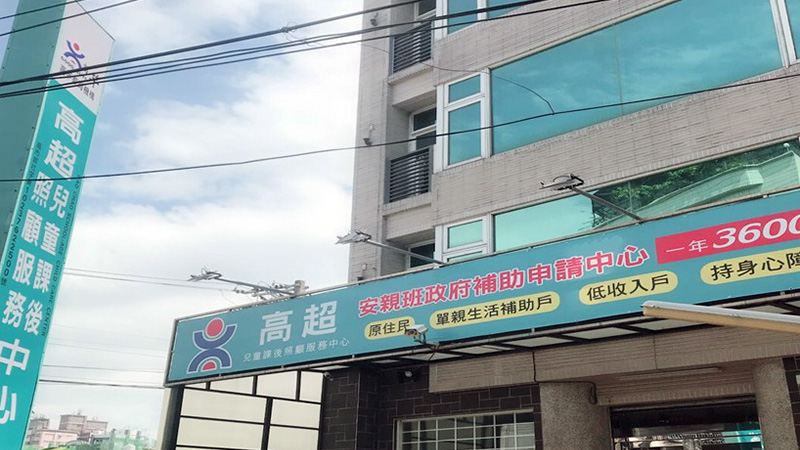 高超兒童課後
照顧服務中心
高超
兒童課後照顧服務中心
安親班政府補助申請中心
一年3600
原住民
單親生活補助戶
低收入戶
持身心障